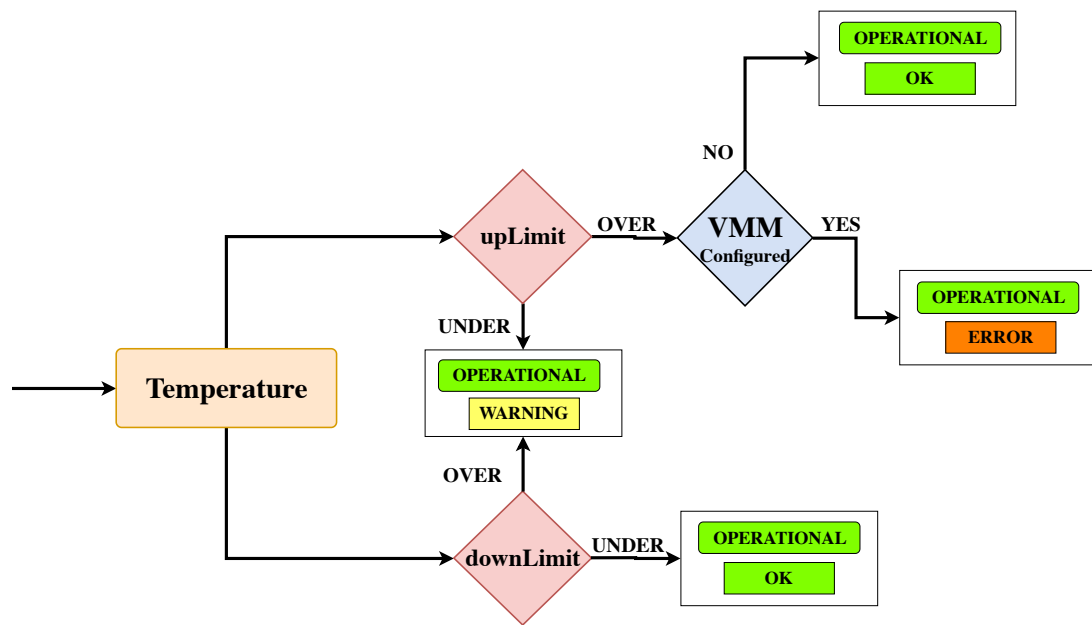 OPERATIONAL
OK
NO
upLimit
OVER
VMM
Configured
YES
OPERATIONAL
ERROR
UNDER
Temperature
OPERATIONAL
WARNING
OVER
downLimit
UNDER
OPERATIONAL
OK